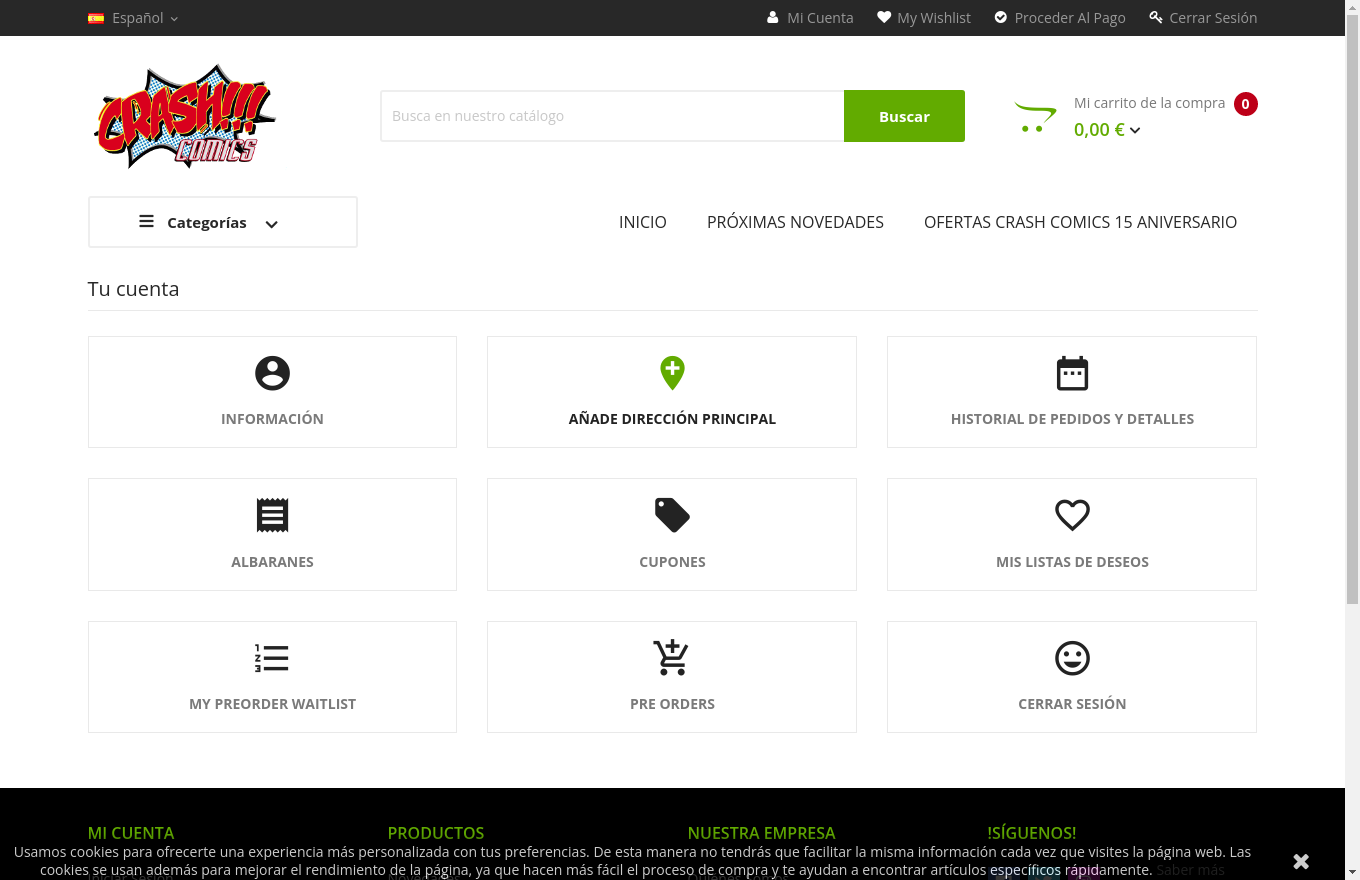 Español
Mi Cuenta
My Wishlist
Proceder Al Pago
Cerrar Sesión
CRASH!!!
COMICS
Busca en nuestro catálogo
Buscar
Mi carrito de la compra 0
0,00 €
Categorías
INICIO
PRÓXIMAS NOVEDADES
OFERTAS CRASH COMICS 15 ANIVERSARIO
Tu cuenta
INFORMACIÓN
AÑADE DIRECCIÓN PRINCIPAL
HISTORIAL DE PEDIDOS Y DETALLES
ALBARANES
CUPONES
MIS LISTAS DE DESEOS
MY PREORDER WAITLIST
PRE ORDERS
CERRAR SESIÓN
MI CUENTA
PRODUCTOS
NUESTRA EMPRESA
!SÍGUENOS!
Usamos cookies para ofrecerte una experiencia más personalizada con tus preferencias. De esta manera no tendrás que facilitar la misma información cada vez que visites la página web. Las
cookies se usan además para mejorar el rendimiento de la página, ya que hacen más fácil el proceso de compra y te ayudan a encontrar artículos específicos rápidamente. Saber más
Iniciar Sesión
Novedades
Quiénes Somos